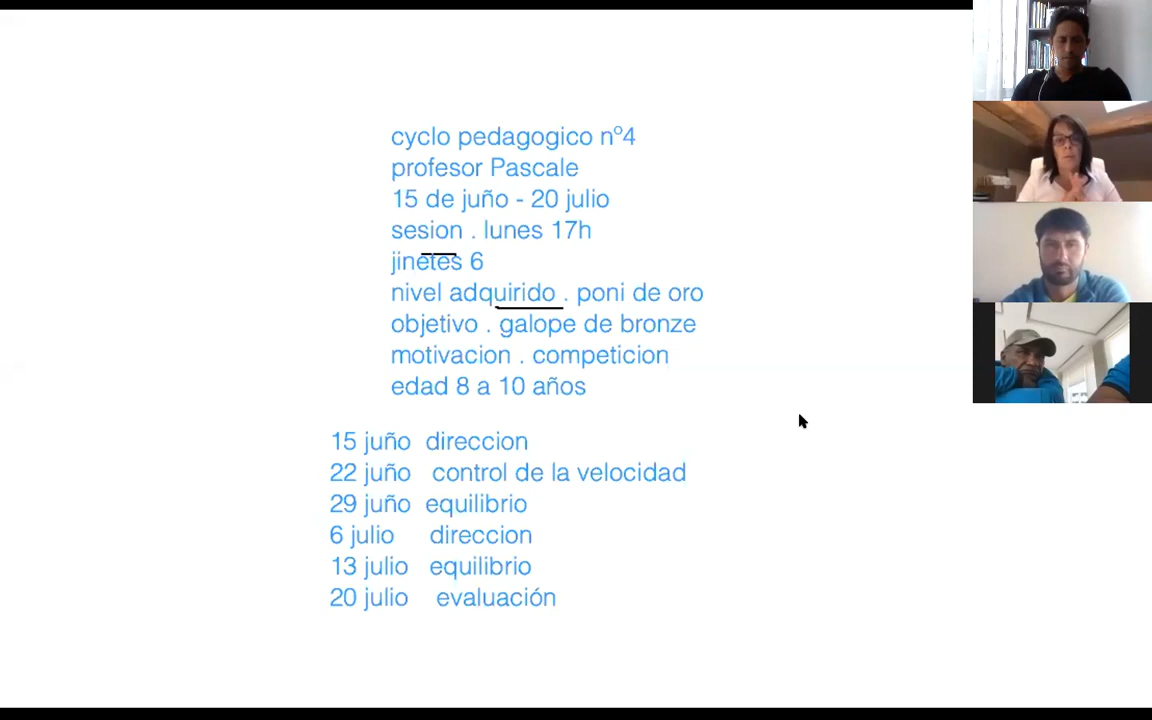 cyclo pedagogico nº4
profesor Pascale
15 de juño - 20 julio
sesion . lunes 17h
jinetes 6
nivel adquirido . poni de oro
objetivo . galope de bronze
motivacion . competicion
edad 8 a 10 años
15 juño direccion
22 juño control de la velocidad
29 juño equilibrio
6 julio direccion
13 julio equilibrio
20 julio evaluación